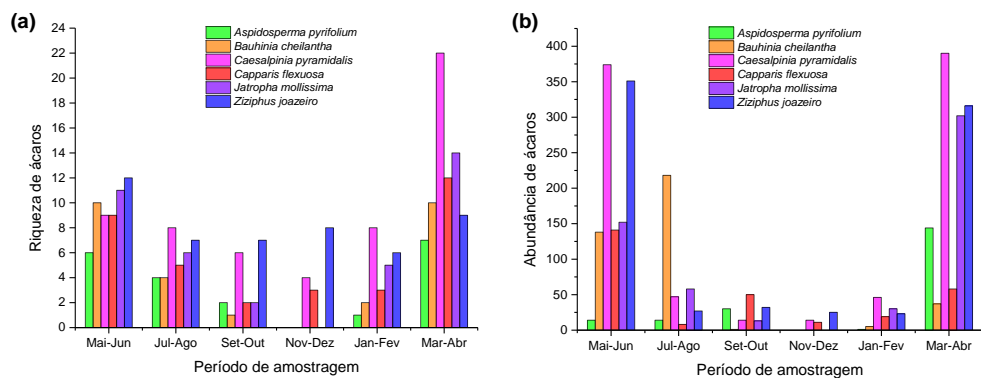 (a)
24
22
20
18
16
14
12
10
8
6
4
2
0
Riqueza de ácaros
Aspidosperma pyrifolium
Bauhinia cheilantha
Caesalpinia pyramidalis
Capparis flexuosa
Jatropha mollissima
Ziziphus joazeiro
Mai-Jun Jul-Ago Set-Out Nov-Dez Jan-Fev Mar-Abr
Período de amostragem
(b)
400
350
300
250
200
150
100
50
0
Abundância de ácaros
Aspidosperma pyrifolium
Bauhinia cheilantha
Caesalpinia pyramidalis
Capparis flexuosa
Jatropha mollissima
Ziziphus joazeiro
Mai-Jun Jul-Ago Set-Out Nov-Dez Jan-Fev Mar-Abr
Período de amostragem